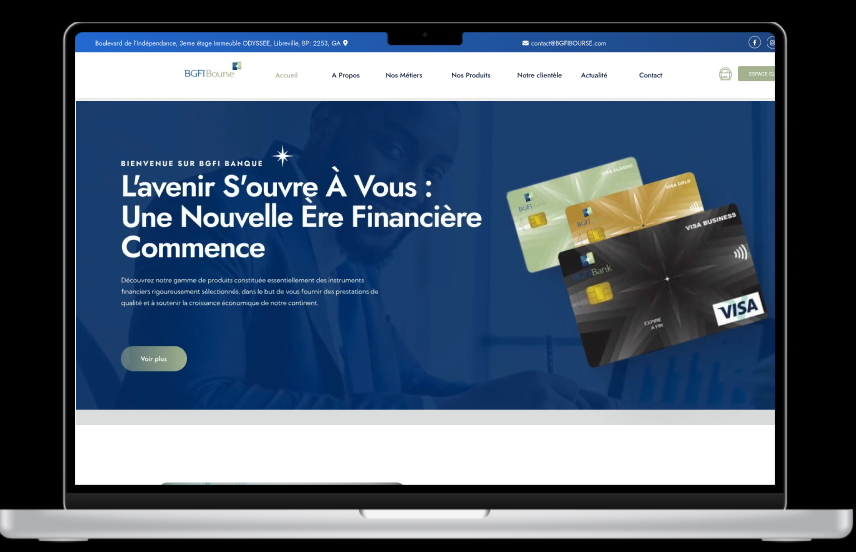 Boulevard de l'Indépendance, 3eme étage Immeuble ODYSSEE, Libreville, BP: 2253, GA
contact@BGFIBOURSE.com
BGFIBourse
Accueil
A Propos
Nos Métiers
Nos Produits
Notre clientèle
Actualité
Contact
ESPACE CL
BIENVENUE SUR BGFI BANQUE
L'avenir S'ouvre À Vous :
Une Nouvelle Ère Financière
Commence
Découvrez notre gamme de produits constituée essentiellement des instruments
financiers rigoureusement sélectionnés, dans le but de vous fournir des prestations de
qualité et à soutenir la croissance économique de notre continent.
Voir plus
VISA CLASSIC
BGFI
VISA GOLD
BGFI
VISA BUSINESS
Bank
EXPIRE
A FIN
VISA